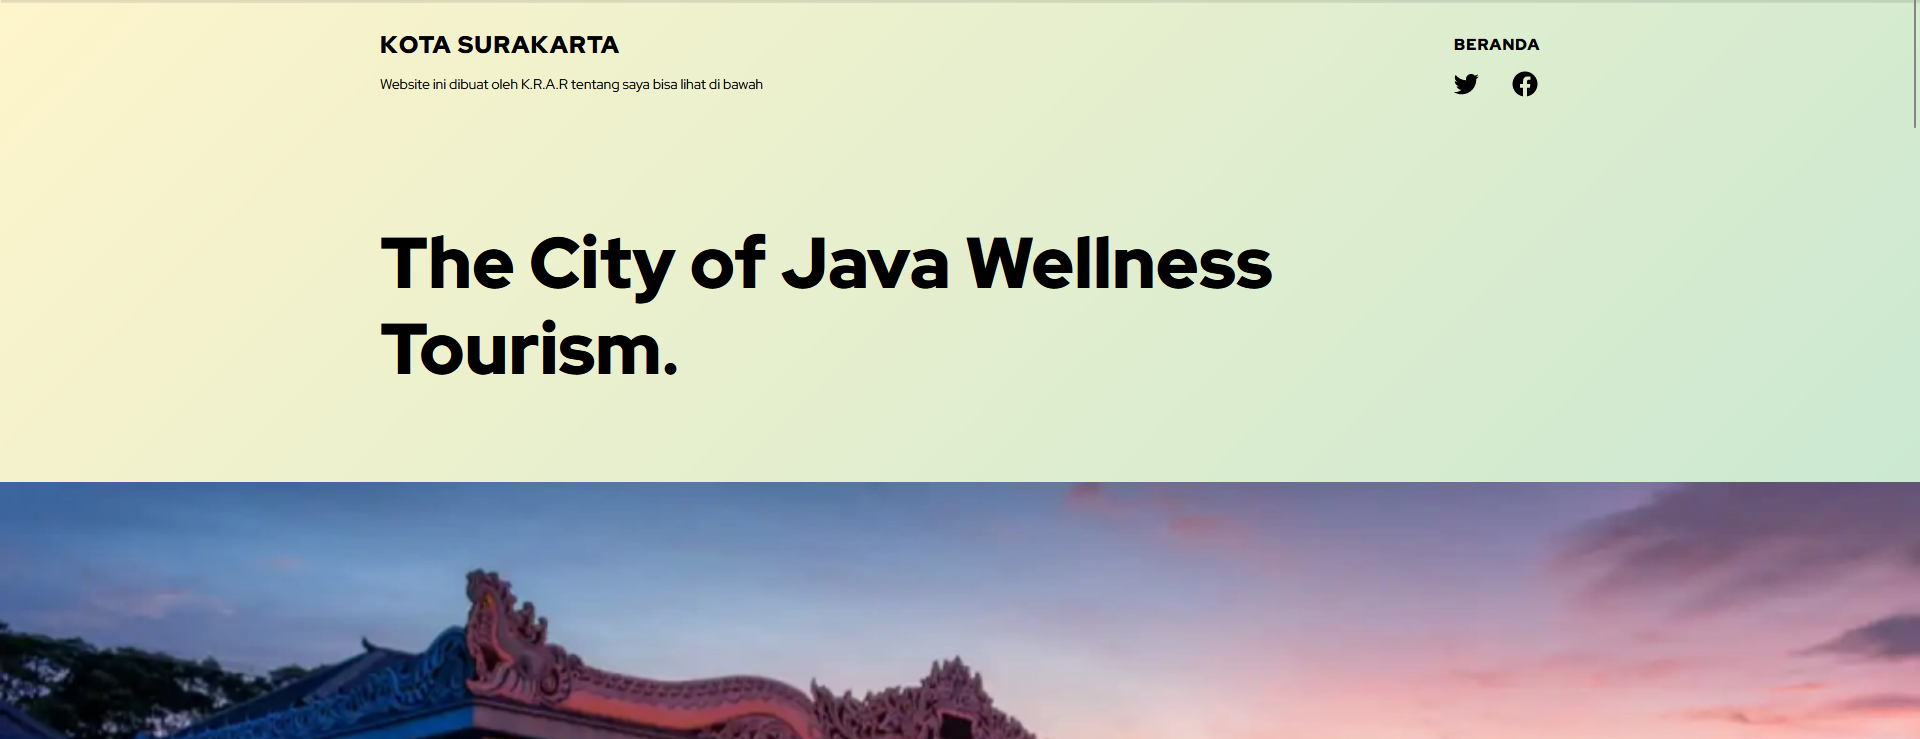 KOTA SURAKARTA
BERANDA
Website ini dibuat oleh K.R.A.R tentang saya bisa lihat di bawah
The City of Java Wellness
Tourism.